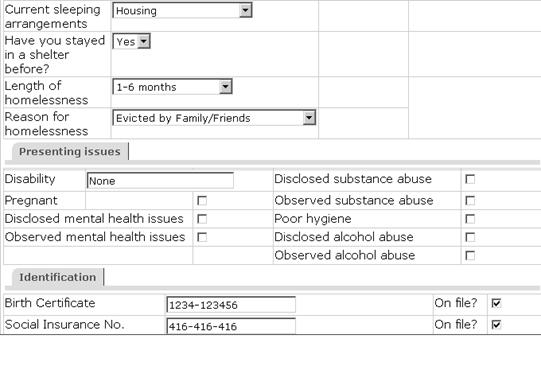 Current sleeping Housing
arrangements
Have you stayed Yes
in a shelter
before?
Length of 1-6 months
homelessness
Reason for Evicted by Family/Friends
homelessness
Presenting issues
Disability None Disclosed substance abuse
Pregnant Observed substance abuse
Disclosed mental health issues Poor hygiene
Observed mental health issues Disclosed alcohol abuse
Observed alcohol abuse
Identification
Birth Certificate 1234-123456 On file?
Social Insurance No. 416-416-416 On file?